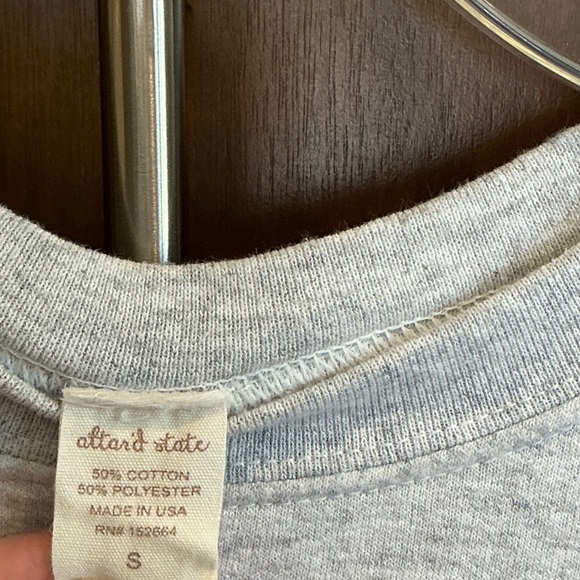 altar'd state
50% COTTON
50% POLYESTER
MADE IN USA
RN# 152664
S